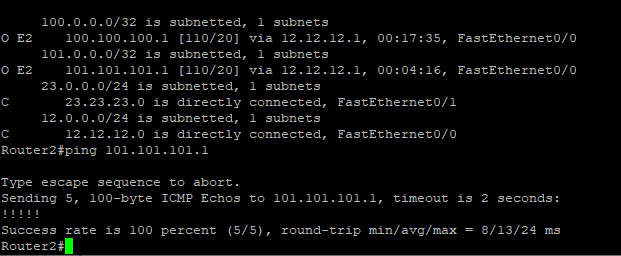 100.0.0.0/32 is subnetted, 1 subnets
O E2    100.100.100.1 [110/20] via 12.12.12.1, 00:17:35, FastEthernet0/0
     101.0.0.0/32 is subnetted, 1 subnets
O E2    101.101.101.1 [110/20] via 12.12.12.1, 00:04:16, FastEthernet0/0
     23.0.0.0/24 is subnetted, 1 subnets
C       23.23.23.0 is directly connected, FastEthernet0/1
     12.0.0.0/24 is subnetted, 1 subnets
C       12.12.12.0 is directly connected, FastEthernet0/0
Router2#ping 101.101.101.1
Type escape sequence to abort.
Sending 5, 100-byte ICMP Echos to 101.101.101.1, timeout is 2 seconds:
!!!!!
Success rate is 100 percent (5/5), round-trip min/avg/max = 8/13/24 ms
Router2#